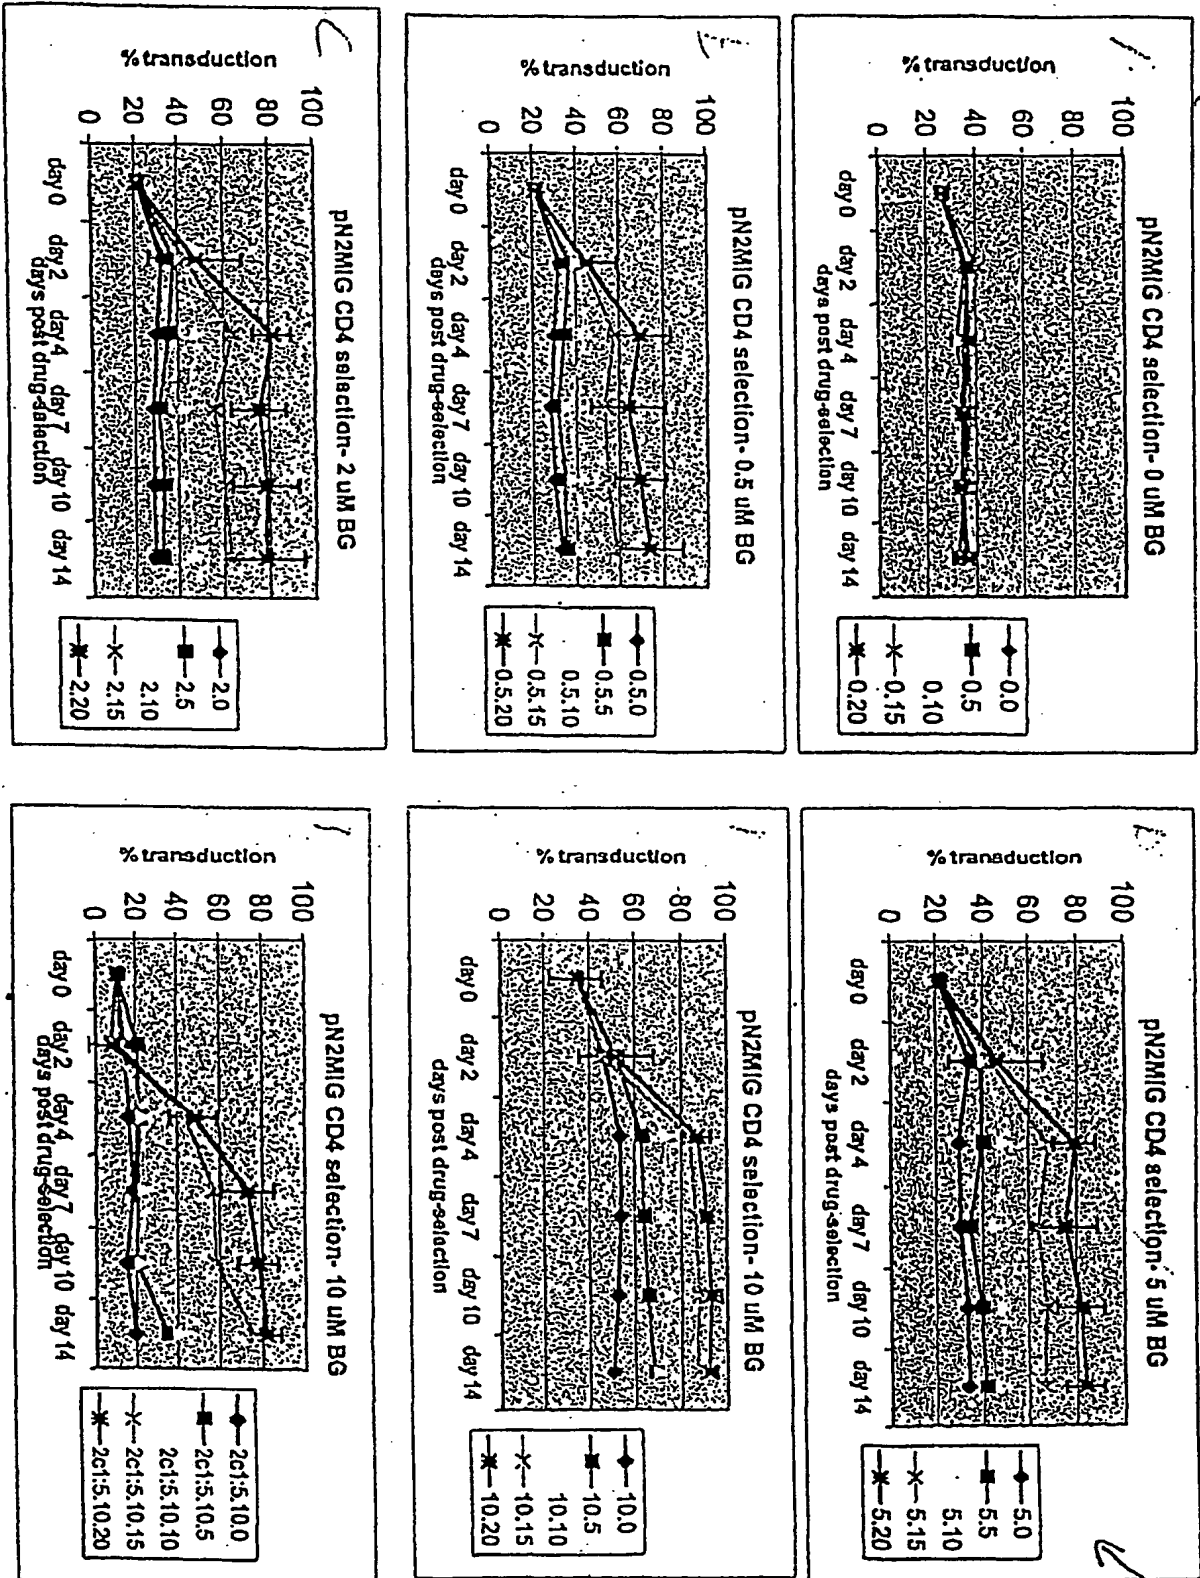 pN2MIG CD4 selection- 0 uM BG
% transduction
100
80
60
40
20
0
day 0 day 2 day 4 day 7 day 10 day 14
days post drug-selection
0.0
0.5
0.10
0.15
0.20
pN2MIG CD4 selection- 5 uM BG
% transduction
100
80
60
40
20
0
day 0 day 2 day 4 day 7 day 10 day 14
days post drug-selection
5.0
5.5
5.10
5.15
5.20
pN2MIG CD4 selection- 0.5 uM BG
% transduction
100
80
60
40
20
0
day 0 day 2 day 4 day 7 day 10 day 14
days post drug-selection
0.5.0
0.5.5
0.5.10
0.5.15
0.5.20
pN2MIG CD4 selection- 10 uM BG
% transduction
100
80
60
40
20
0
day 0 day 2 day 4 day 7 day 10 day 14
days post drug-selection
10.0
10.5
10.10
10.15
10.20
C
pN2MIG CD4 selection- 2 uM BG
% transduction
100
80
60
40
20
0
day 0 day 2 day 4 day 7 day 10 day 14
days post drug-selection
2.0
2.5
2.10
2.15
2.20
pN2MIG CD4 selection- 10 uM BG
% transduction
100
80
60
40
20
0
day 0 day 2 day 4 day 7 day 10 day 14
days post drug-selection
2c1:5.10.0
2c1:5.10.5
2c1:5.10.10
2c1:5.10.15
2c1:5.10.20